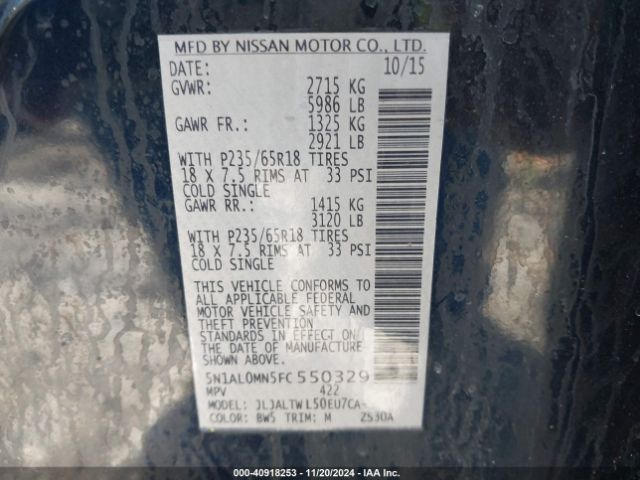 MFD BY NISSAN MOTOR CO., LTD.
DATE: 10/15
GVWR: 2715 KG
5986 LB
GAWR FR.: 1325 KG
2921 LB
WITH P235/65R18 TIRES
18 X 7.5 RIMS AT 33 PSI
COLD SINGLE
GAWR RR.: 1415 KG
3120 LB
WITH P235/65R18 TIRES
18 X 7.5 RIMS AT 33 PSI
COLD SINGLE
THIS VEHICLE CONFORMS TO
ALL APPLICABLE FEDERAL
MOTOR VEHICLE SAFETY AND
THEFT PREVENTION
STANDARDS IN EFFECT ON
THE DATE OF MANUFACTURE
SHOWN ABOVE.
5N1AL0MN5FC550329
MPV 422
MODEL: JLJALTWL50EU7CA-
COLOR: BW5 TRIM: M ZS30A
000-40918253 - 11/20/2024 - IAA Inc.